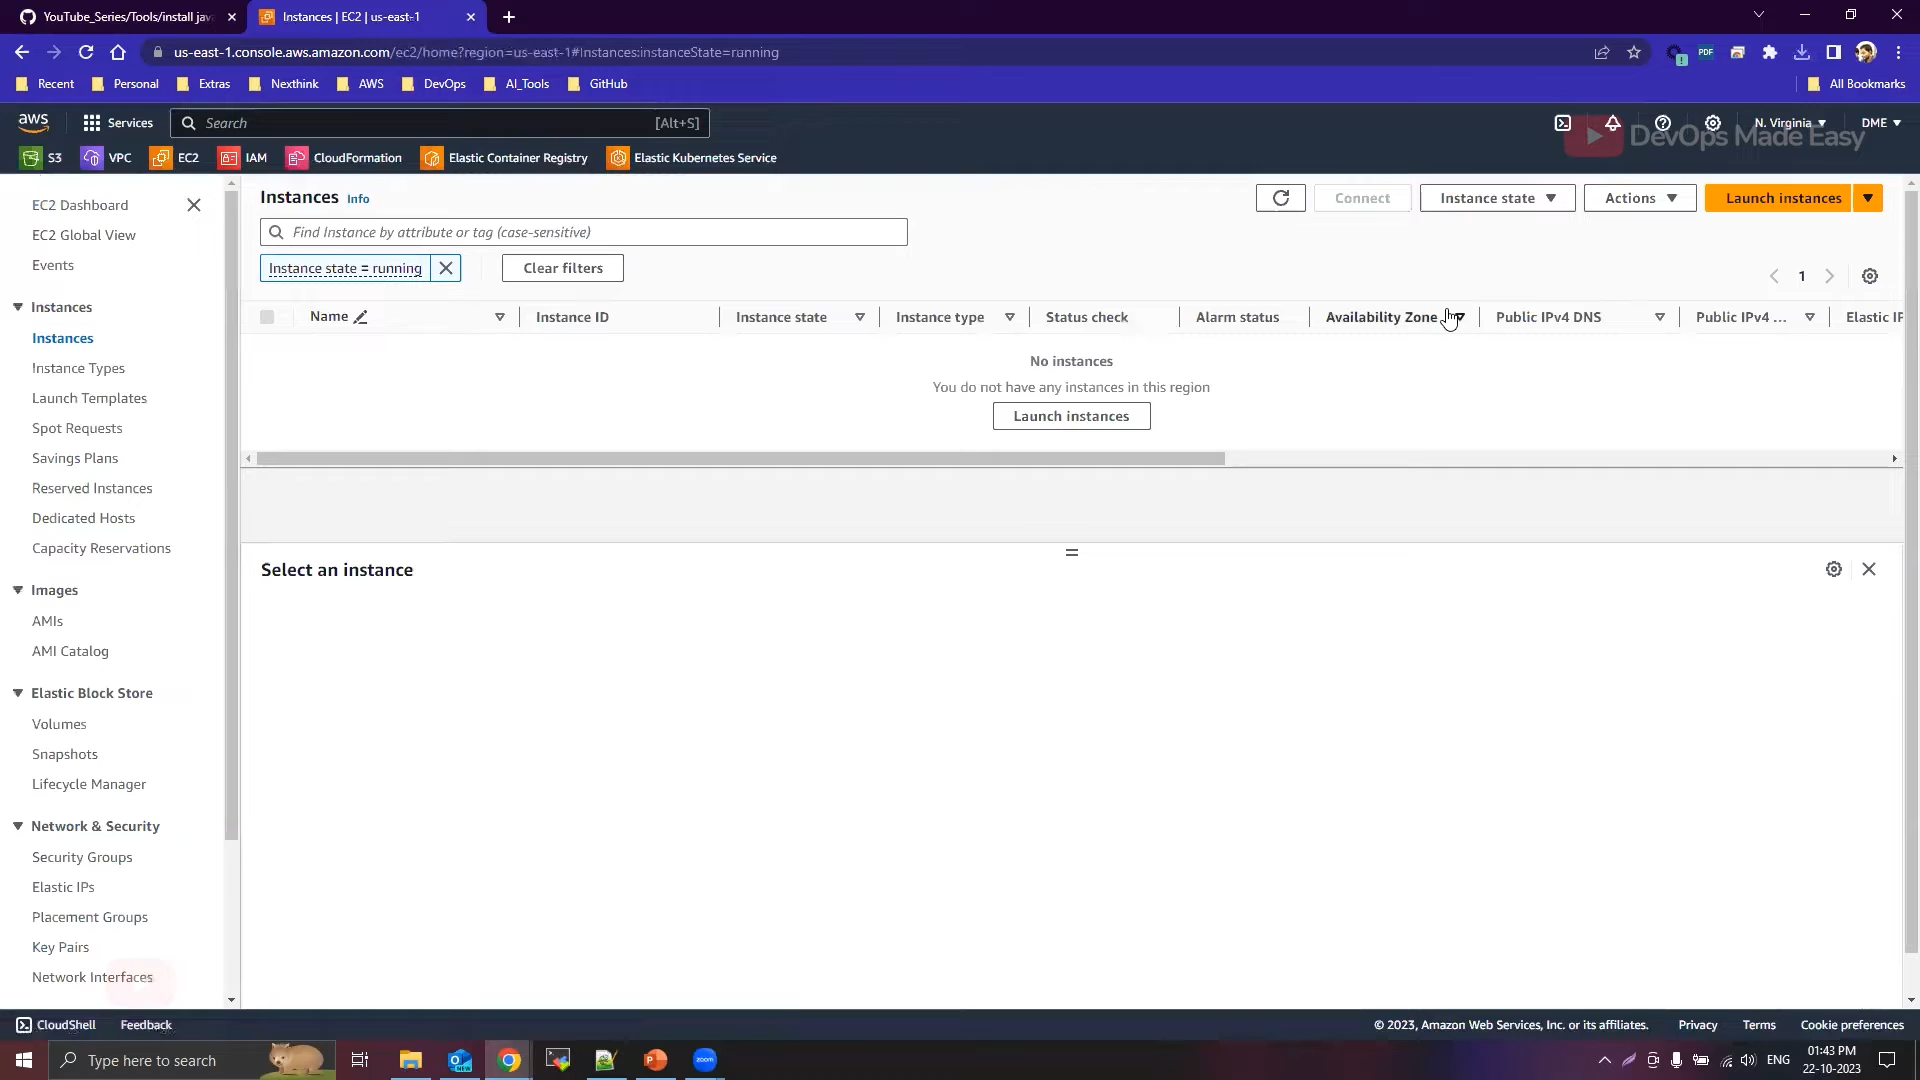 YouTube_Series/Tools/install jav
Instances | EC2 | us-east-1
us-east-1.console.aws.amazon.com/ec2/home?region=us-east-1#Instances:instanceState=running
PDF
Recent
Personal
Extras
Nexthink
AWS
DevOps
AI_Tools
GitHub
All Bookmarks
aws
Services
Search
[Alt+S]
N. Virginia
DME
DevOps Made Easy
S3
VPC
EC2
IAM
CloudFormation
Elastic Container Registry
Elastic Kubernetes Service
EC2 Dashboard
EC2 Global View
Events
Instances
Instances
Instance Types
Launch Templates
Spot Requests
Savings Plans
Reserved Instances
Dedicated Hosts
Capacity Reservations
Images
AMIs
AMI Catalog
Elastic Block Store
Volumes
Snapshots
Lifecycle Manager
Network & Security
Security Groups
Elastic IPs
Placement Groups
Key Pairs
Network Interfaces
Instances Info
Connect
Instance state
Actions
Launch instances
Find Instance by attribute or tag (case-sensitive)
Instance state = running
Clear filters
1
Name
Instance ID
Instance state
Instance type
Status check
Alarm status
Availability Zone
Public IPv4 DNS
Public IPv4 ...
Elastic IP
No instances
You do not have any instances in this region
Launch instances
Select an instance
CloudShell
Feedback
© 2023, Amazon Web Services, Inc. or its affiliates.
Privacy
Terms
Cookie preferences
Type here to search
NEW
zoom
ENG
01:43 PM
22-10-2023